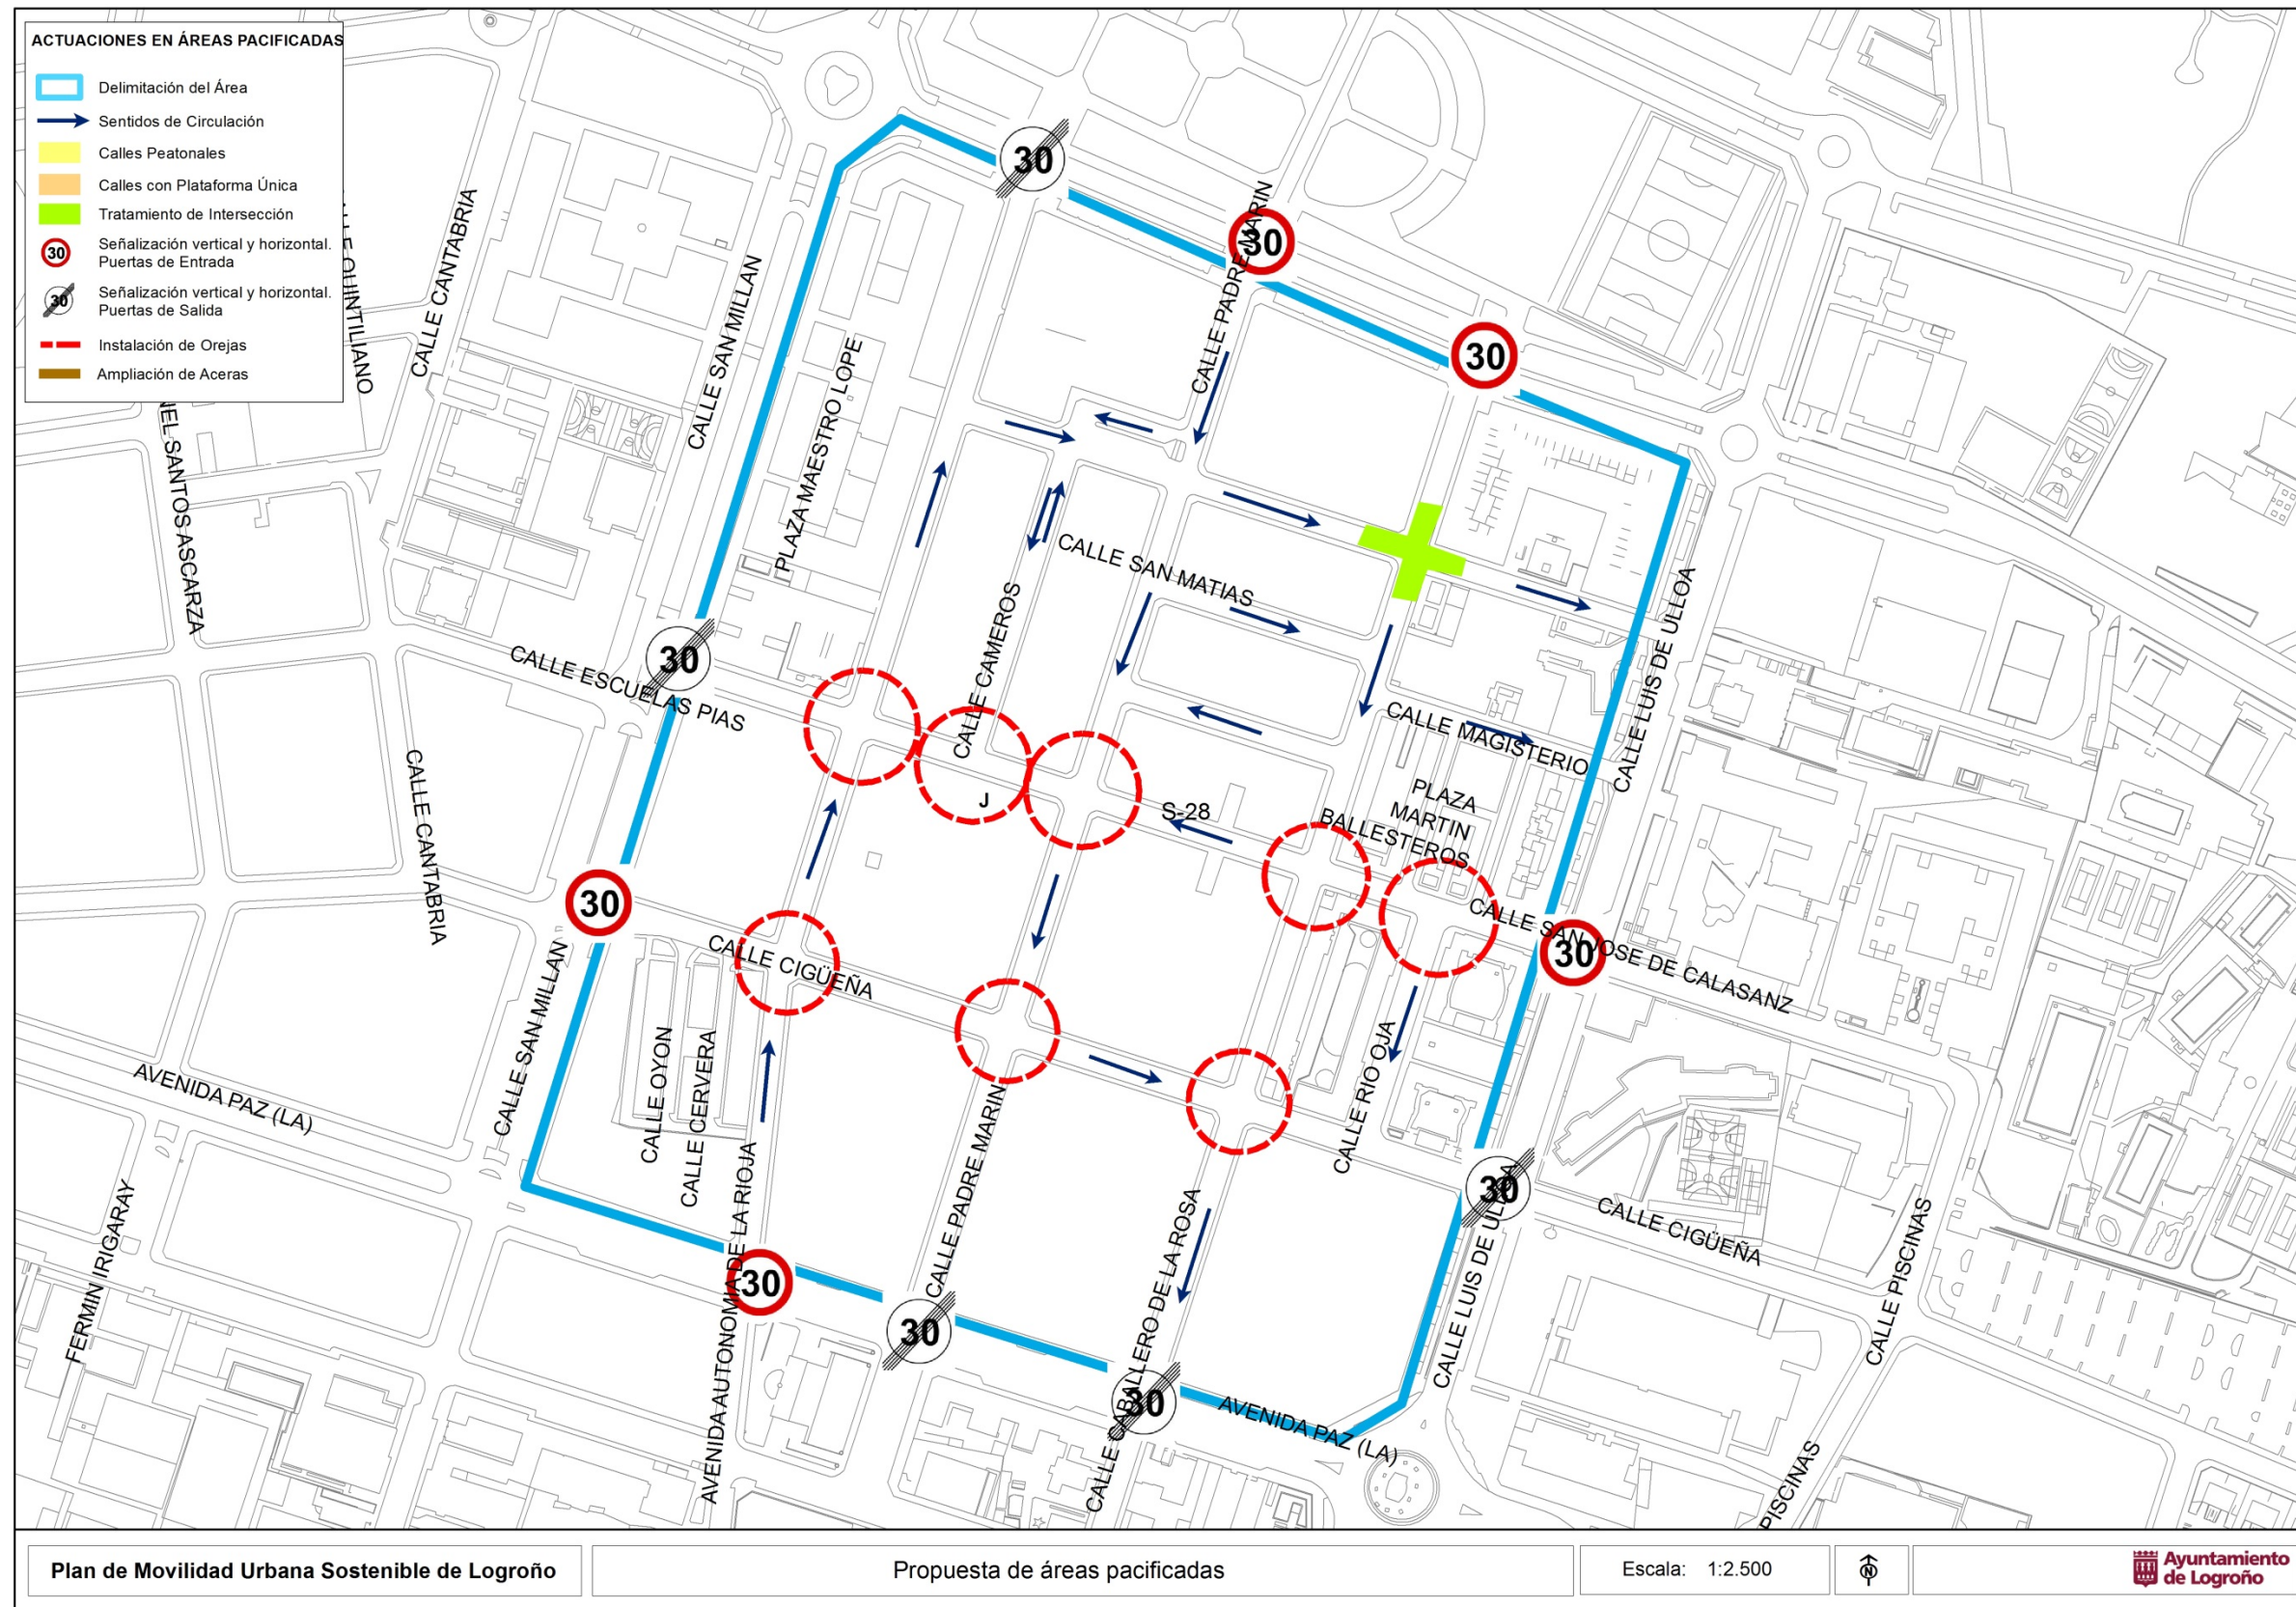 ACTUACIONES EN ÁREAS PACIFICADAS
Delimitación del Área
Sentidos de Circulación
Calles Peatonales
Calles con Plataforma Única
Tratamiento de Intersección
30
Señalización vertical y horizontal.
Puertas de Entrada
30
Señalización vertical y horizontal.
Puertas de Salida
Instalación de Orejas
Ampliación de Aceras
QUINTILIANO
CALLE CANTABRIA
NEL SANTOS ASCARZA
CALLE SAN MILLAN
PLAZA MAESTRO LOPE
30
30
CALLE PADRE MARIN
30
CALLE SAN MATIAS
CALLE CAMEROS
30
CALLE ESCUELAS PIAS
CALLE LUIS DE ULLOA
CALLE MAGISTERIO
PLAZA
MARTIN
BALLESTEROS
S-28
J
CALLE CANTABRIA
30
CALLE CIGÜEÑA
CALLE SAN JOSE DE CALASANZ
30
CALLE SAN MILLAN
AVENIDA PAZ (LA)
CALLE OYON
CALLE CERVERA
CALLE RIO OJA
FERMIN IRIGARAY
AVENIDA AUTONOMIA DE LA RIOJA
30
CALLE PADRE MARIN
30
CALLE CABALLERO DE LA ROSA
30
30
CALLE LUIS DE ULLOA
CALLE CIGÜEÑA
CALLE PISCINAS
AVENIDA PAZ (LA)
PISCINAS
Plan de Movilidad Urbana Sostenible de Logroño
Propuesta de áreas pacificadas
Escala: 1:2.500
N
Ayuntamiento
de Logroño